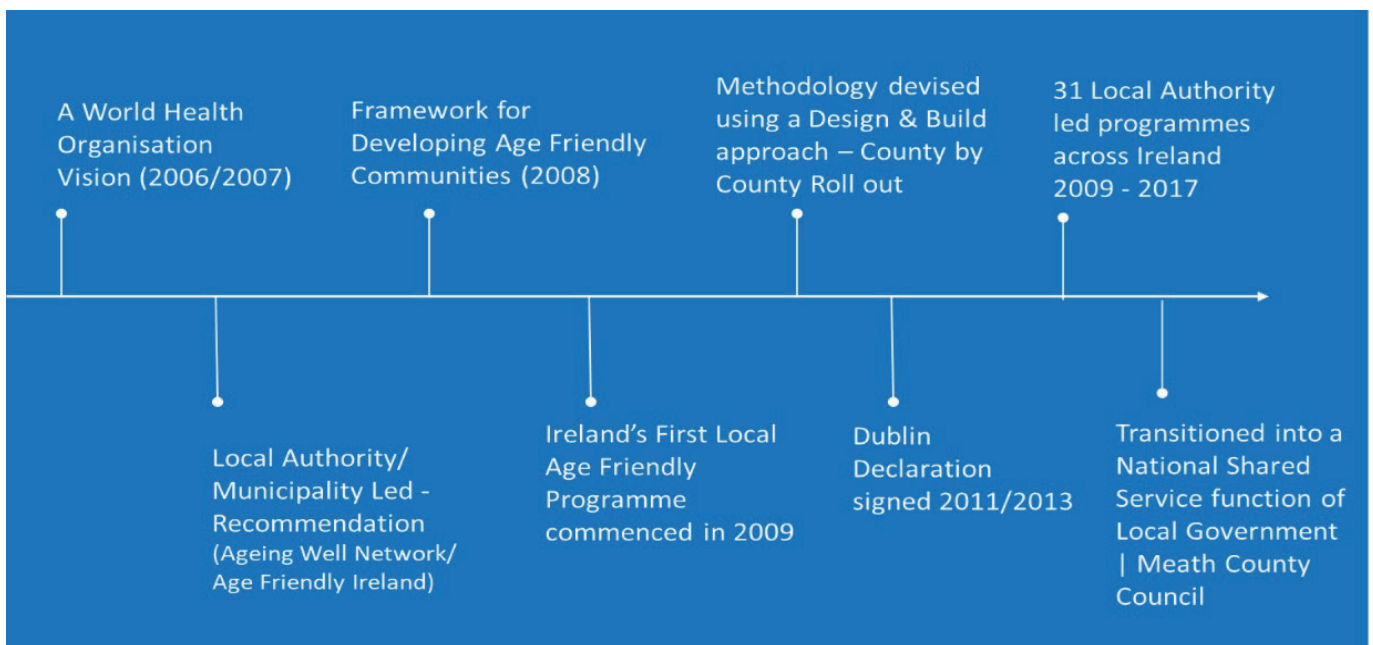 A World Health
Organisation
Vision (2006/2007)
Framework for
Developing Age Friendly
Communities (2008)
Methodology devised
using a Design & Build
approach – County by
County Roll out
31 Local Authority
led programmes
across Ireland
2009 - 2017
Local Authority/
Municipality Led -
Recommendation
(Ageing Well Network/
Age Friendly Ireland)
Ireland’s First Local
Age Friendly
Programme
commenced in 2009
Dublin
Declaration
signed 2011/2013
Transitioned into a
National Shared
Service function of
Local Government
| Meath County
Council